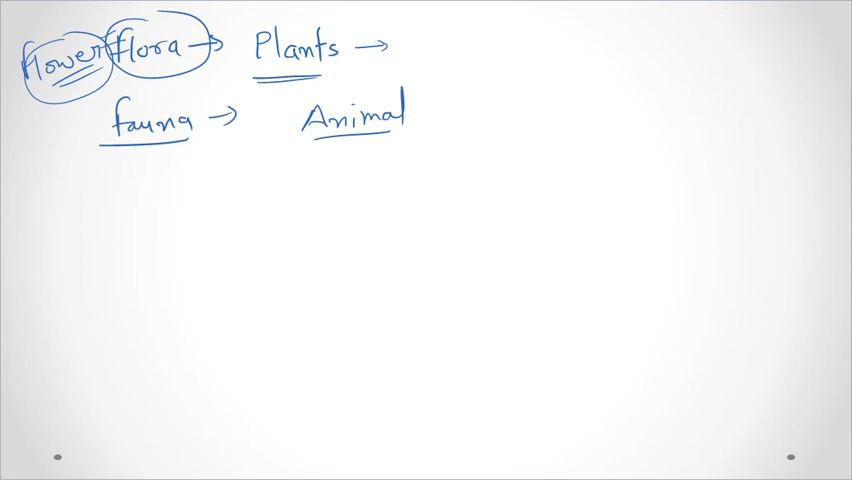 flower flora → Plants →
fauna → Animal